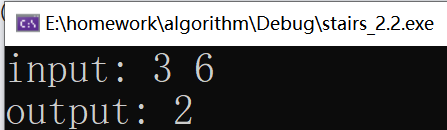 E:\homework\algorithm\Debug\stairs_2.2.exe
input: 3 6
output: 2